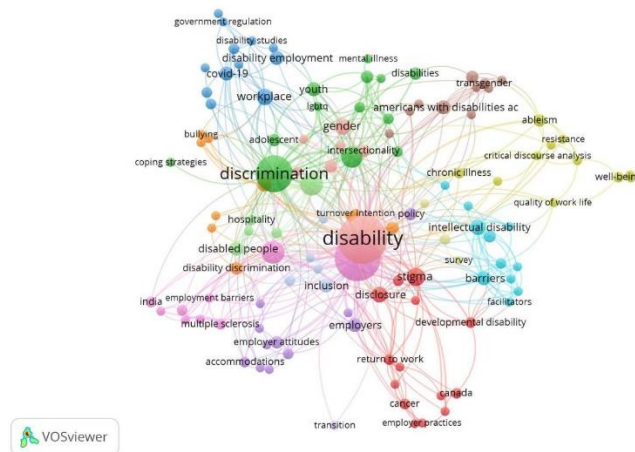 government regulation
disability studies
disability employment
mental illness
covid-19
disabilities
transgender
youth
workplace
lgbtq
americans with disabilities ac
ableism
bullying
gender
adolescent
resistance
intersectionality
critical discourse analysis
coping strategies
discrimination
chronic illness
well-being
quality of work life
hospitality
turnover intention
policy
intellectual disability
disability
disabled people
survey
disability discrimination
stigma
barriers
inclusion
disclosure
facilitators
india
employment barriers
multiple sclerosis
employers
developmental disability
employer attitudes
accommodations
return to work
canada
cancer
transition
employer practices
VOSviewer